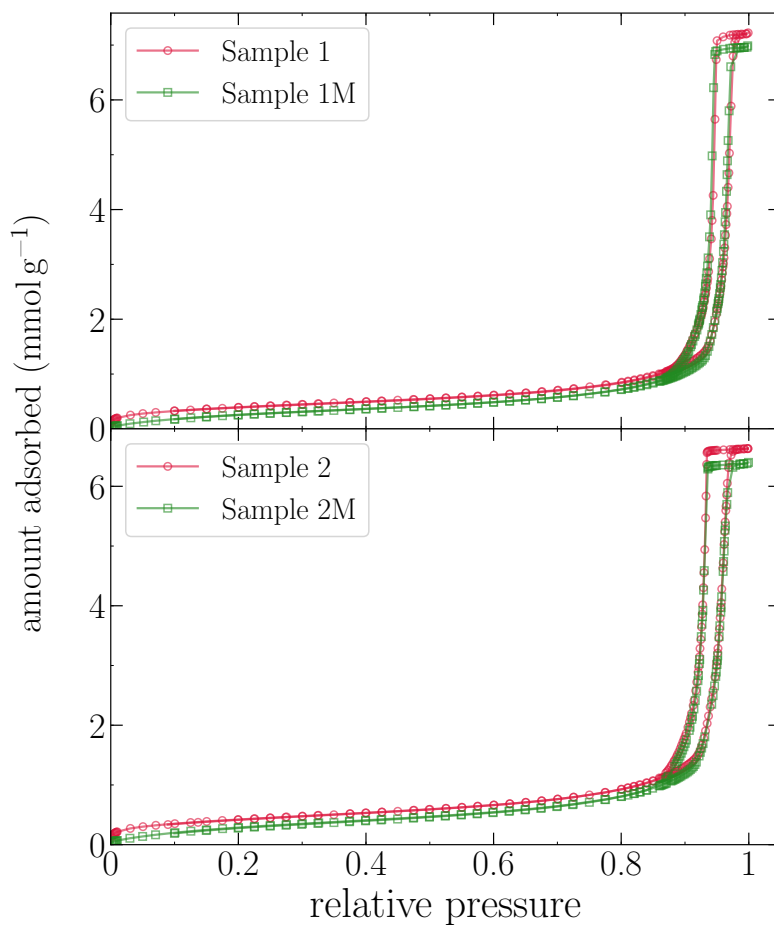 Sample 1
Sample 1M
6
4
2
0
Sample 2
Sample 2M
6
4
2
0
0 0.2 0.4 0.6 0.8 1
relative pressure
amount adsorbed (mmol g⁻¹)